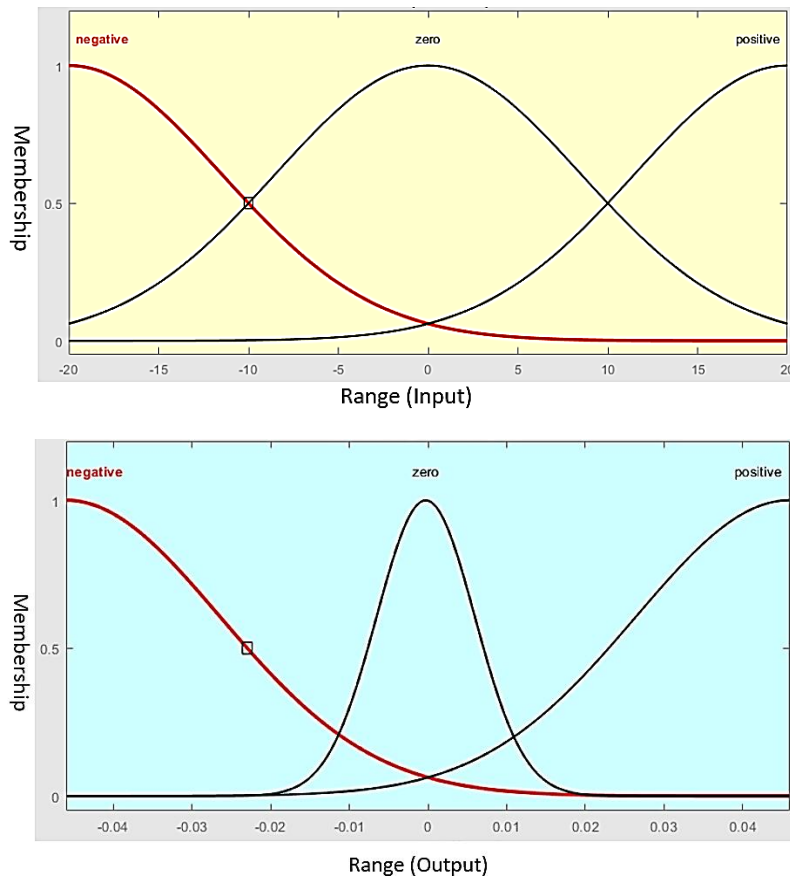 negative zero positive
1
0.5
0
Membership
-20 -15 -10 -5 0 5 10 15 20
Range (Input)
negative zero positive
1
0.5
0
Membership
-0.04 -0.03 -0.02 -0.01 0 0.01 0.02 0.03 0.04
Range (Output)